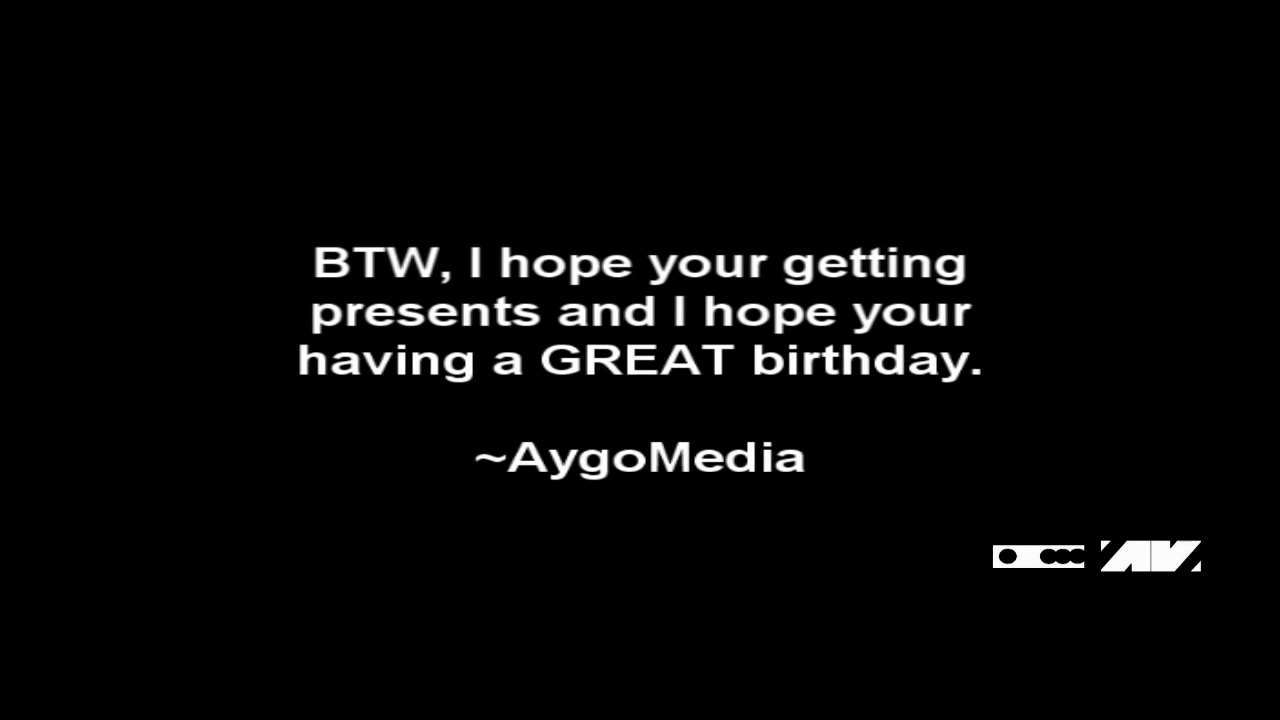 BTW, I hope your getting
presents and I hope your
having a GREAT birthday.
~AygoMedia